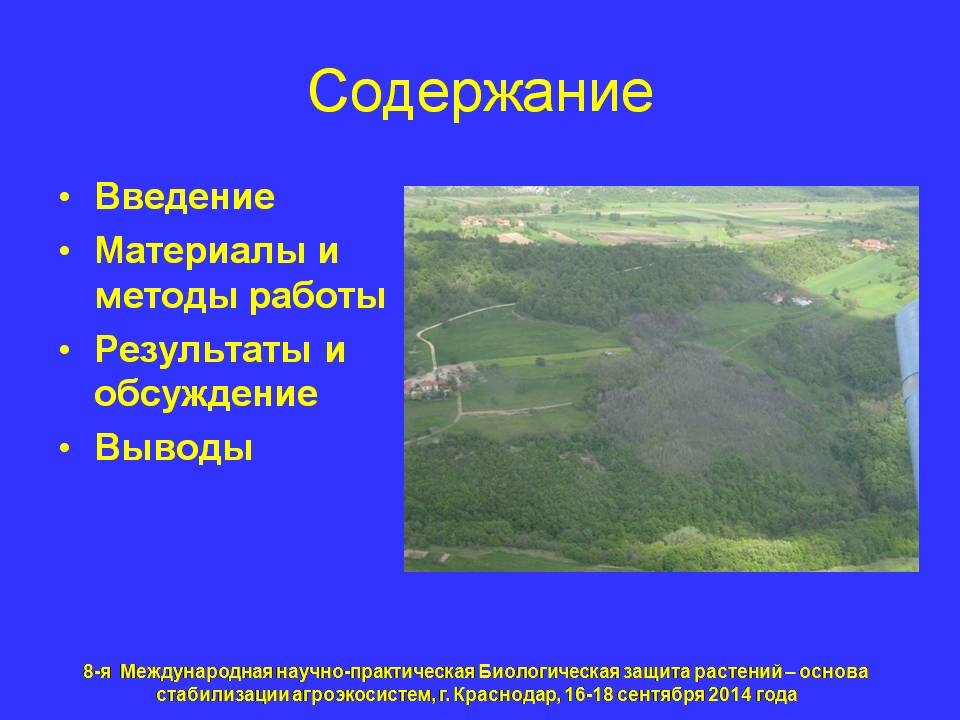 Содержание
• Введение
• Материалы и
методы работы
• Результаты и
обсуждение
• Выводы
8-я Международная научно-практическая Биологическая защита растений – основа
стабилизации агроэкосистем, г. Краснодар, 16-18 сентября 2014 года